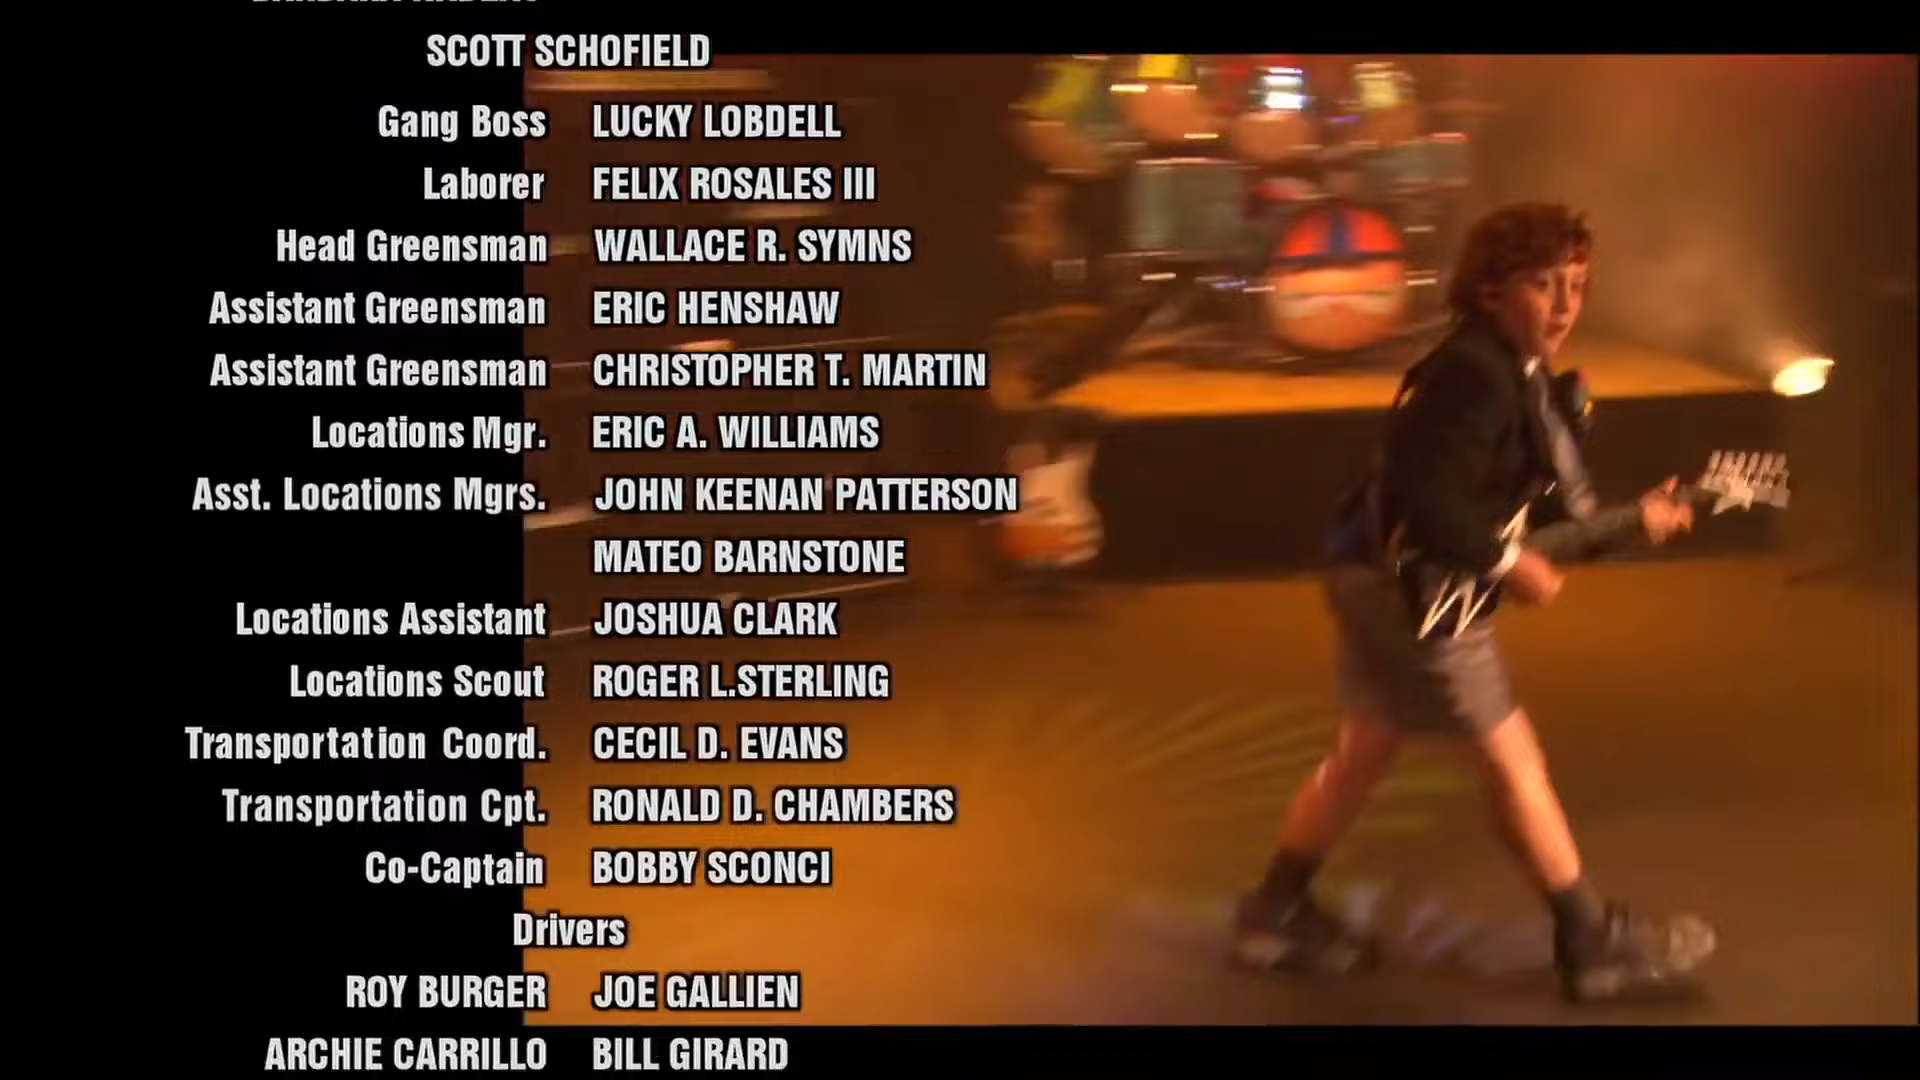 SCOTT SCHOFIELD
Gang Boss LUCKY LOBDELL
Laborer FELIX ROSALES III
Head Greensman WALLACE R. SYMNS
Assistant Greensman ERIC HENSHAW
Assistant Greensman CHRISTOPHER T. MARTIN
Locations Mgr. ERIC A. WILLIAMS
Asst. Locations Mgrs. JOHN KEENAN PATTERSON
MATEO BARNSTONE
Locations Assistant JOSHUA CLARK
Locations Scout ROGER L.STERLING
Transportation Coord. CECIL D. EVANS
Transportation Cpt. RONALD D. CHAMBERS
Co-Captain BOBBY SCONCI
Drivers
ROY BURGER JOE GALLIEN
ARCHIE CARRILLO BILL GIRARD